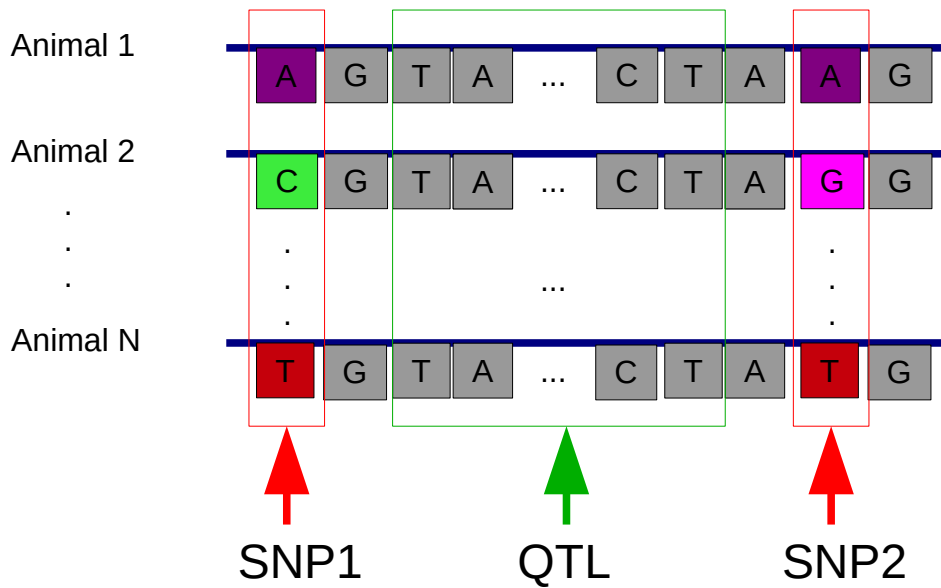 Animal 1
A G T A ... C T A A G
Animal 2
C G T A ... C T A G G
. . .
. . .
. ... .
.
Animal N
T G T A ... C T A T G
SNP1 QTL SNP2